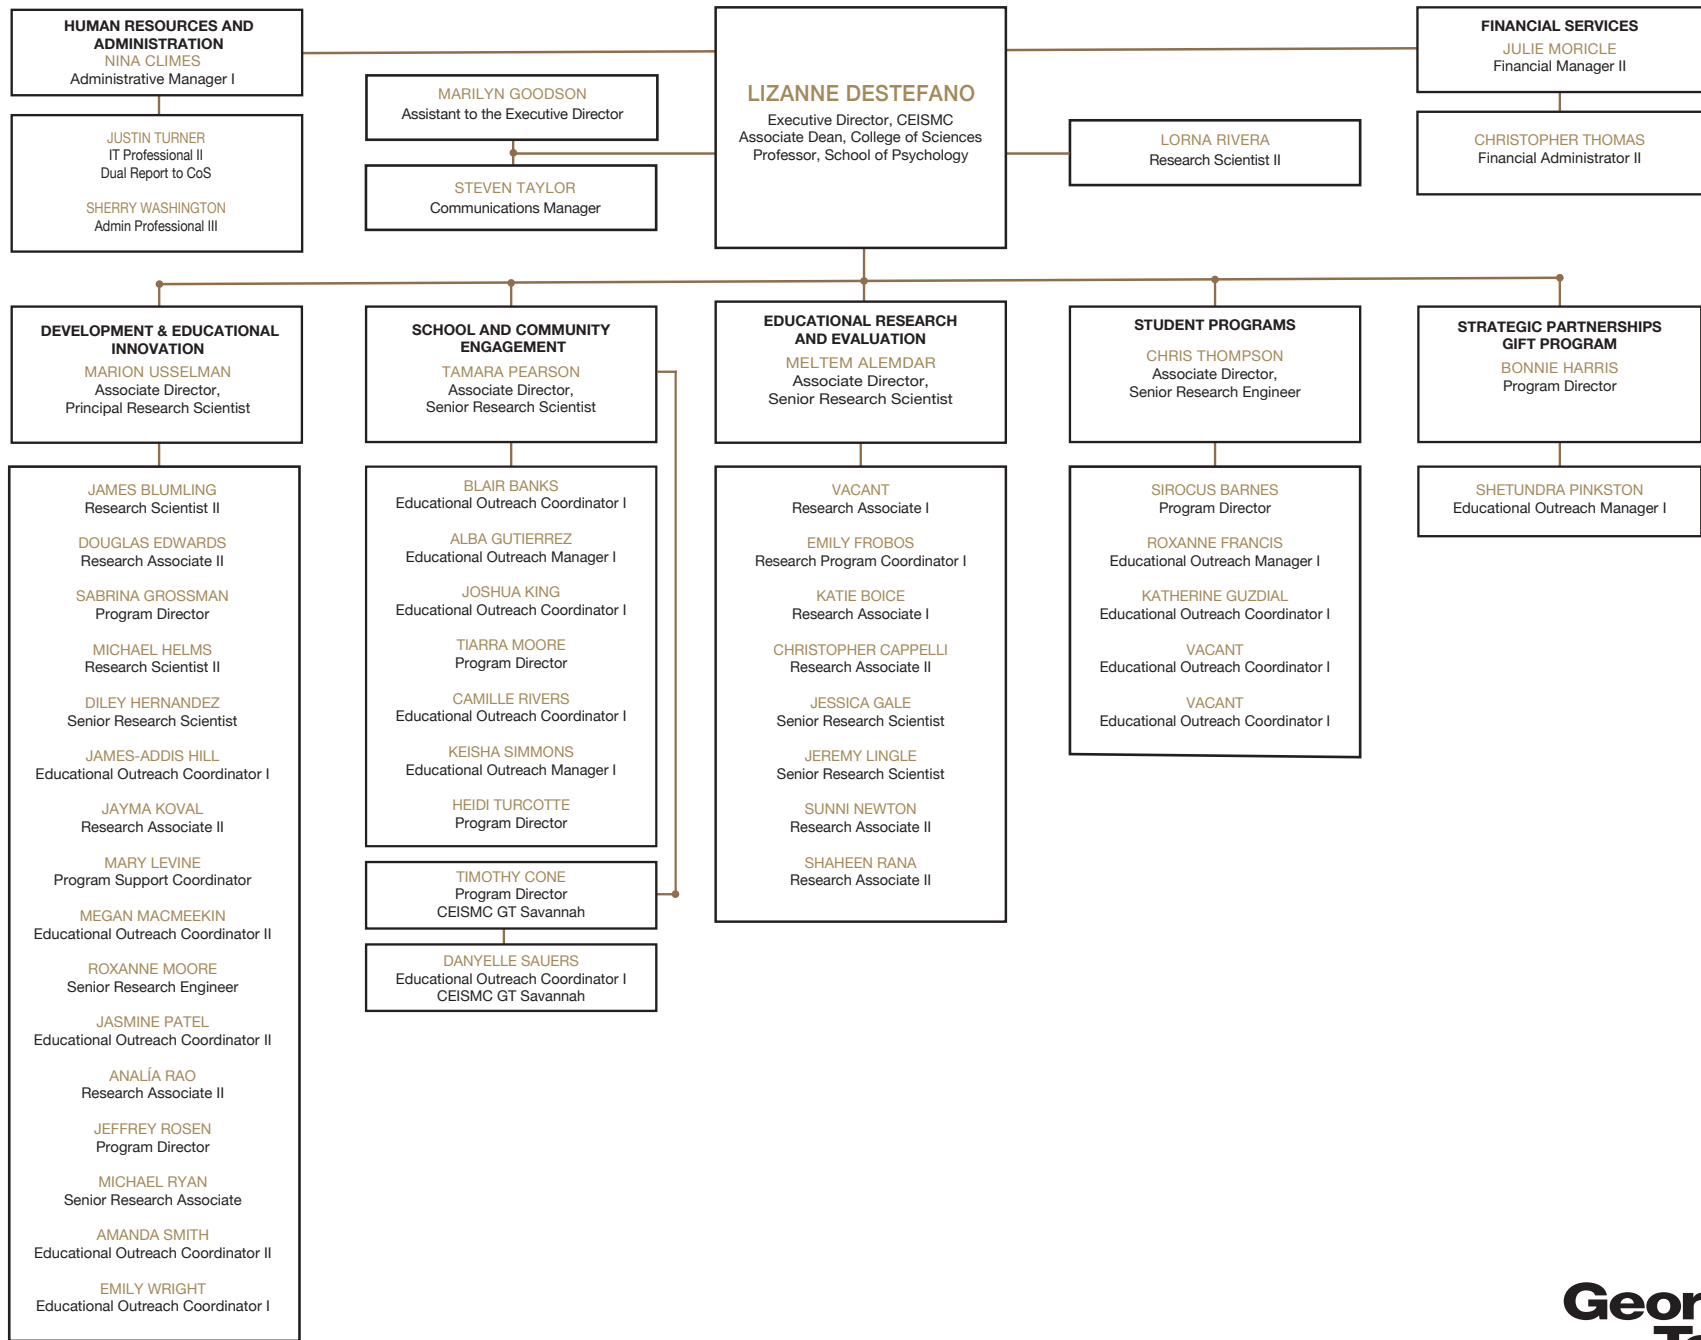 HUMAN RESOURCES AND
ADMINISTRATION
NINA CLIMES
Administrative Manager I
JUSTIN TURNER
IT Professional II
Dual Report to CoS
SHERRY WASHINGTON
Admin Professional III
MARILYN GOODSON
Assistant to the Executive Director
STEVEN TAYLOR
Communications Manager
LIZANNE DESTEFANO
Executive Director, CEISMC
Associate Dean, College of Sciences
Professor, School of Psychology
LORNA RIVERA
Research Scientist II
FINANCIAL SERVICES
JULIE MORICLE
Financial Manager II
CHRISTOPHER THOMAS
Financial Administrator II
DEVELOPMENT & EDUCATIONAL
INNOVATION
MARION USSELMAN
Associate Director,
Principal Research Scientist
JAMES BLUMLING
Research Scientist II
DOUGLAS EDWARDS
Research Associate II
SABRINA GROSSMAN
Program Director
MICHAEL HELMS
Research Scientist II
DILEY HERNANDEZ
Senior Research Scientist
JAMES-ADDIS HILL
Educational Outreach Coordinator I
JAYMA KOVAL
Research Associate II
MARY LEVINE
Program Support Coordinator
MEGAN MACMEEKIN
Educational Outreach Coordinator II
ROXANNE MOORE
Senior Research Engineer
JASMINE PATEL
Educational Outreach Coordinator II
ANALÍA RAO
Research Associate II
JEFFREY ROSEN
Program Director
MICHAEL RYAN
Senior Research Associate
AMANDA SMITH
Educational Outreach Coordinator II
EMILY WRIGHT
Educational Outreach Coordinator I
SCHOOL AND COMMUNITY
ENGAGEMENT
TAMARA PEARSON
Associate Director,
Senior Research Scientist
BLAIR BANKS
Educational Outreach Coordinator I
ALBA GUTIERREZ
Educational Outreach Manager I
JOSHUA KING
Educational Outreach Coordinator I
TIARRA MOORE
Program Director
CAMILLE RIVERS
Educational Outreach Coordinator I
KEISHA SIMMONS
Educational Outreach Manager I
HEIDI TURCOTTE
Program Director
TIMOTHY CONE
Program Director
CEISMC GT Savannah
DANYELLE SAUERS
Educational Outreach Coordinator I
CEISMC GT Savannah
EDUCATIONAL RESEARCH
AND EVALUATION
MELTEM ALEMDAR
Associate Director,
Senior Research Scientist
VACANT
Research Associate I
EMILY FROBOS
Research Program Coordinator I
KATIE BOICE
Research Associate I
CHRISTOPHER CAPPELLI
Research Associate II
JESSICA GALE
Senior Research Scientist
JEREMY LINGLE
Senior Research Scientist
SUNNI NEWTON
Research Associate II
SHAHEEN RANA
Research Associate II
STUDENT PROGRAMS
CHRIS THOMPSON
Associate Director,
Senior Research Engineer
SIROCUS BARNES
Program Director
ROXANNE FRANCIS
Educational Outreach Manager I
KATHERINE GUZDIAL
Educational Outreach Coordinator I
VACANT
Educational Outreach Coordinator I
VACANT
Educational Outreach Coordinator I
STRATEGIC PARTNERSHIPS
GIFT PROGRAM
BONNIE HARRIS
Program Director
SHETUNDRA PINKSTON
Educational Outreach Manager I
Geor